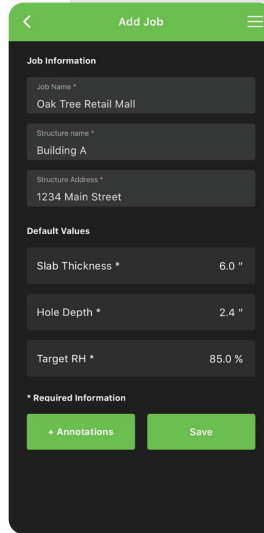 Add Job
Job Information
Job Name *
Oak Tree Retail Mall
Structure name *
Building A
Structure Address *
1234 Main Street
Default Values
Slab Thickness * 6.0 "
Hole Depth * 2.4 "
Target RH * 85.0 %
* Required Information
+ Annotations Save